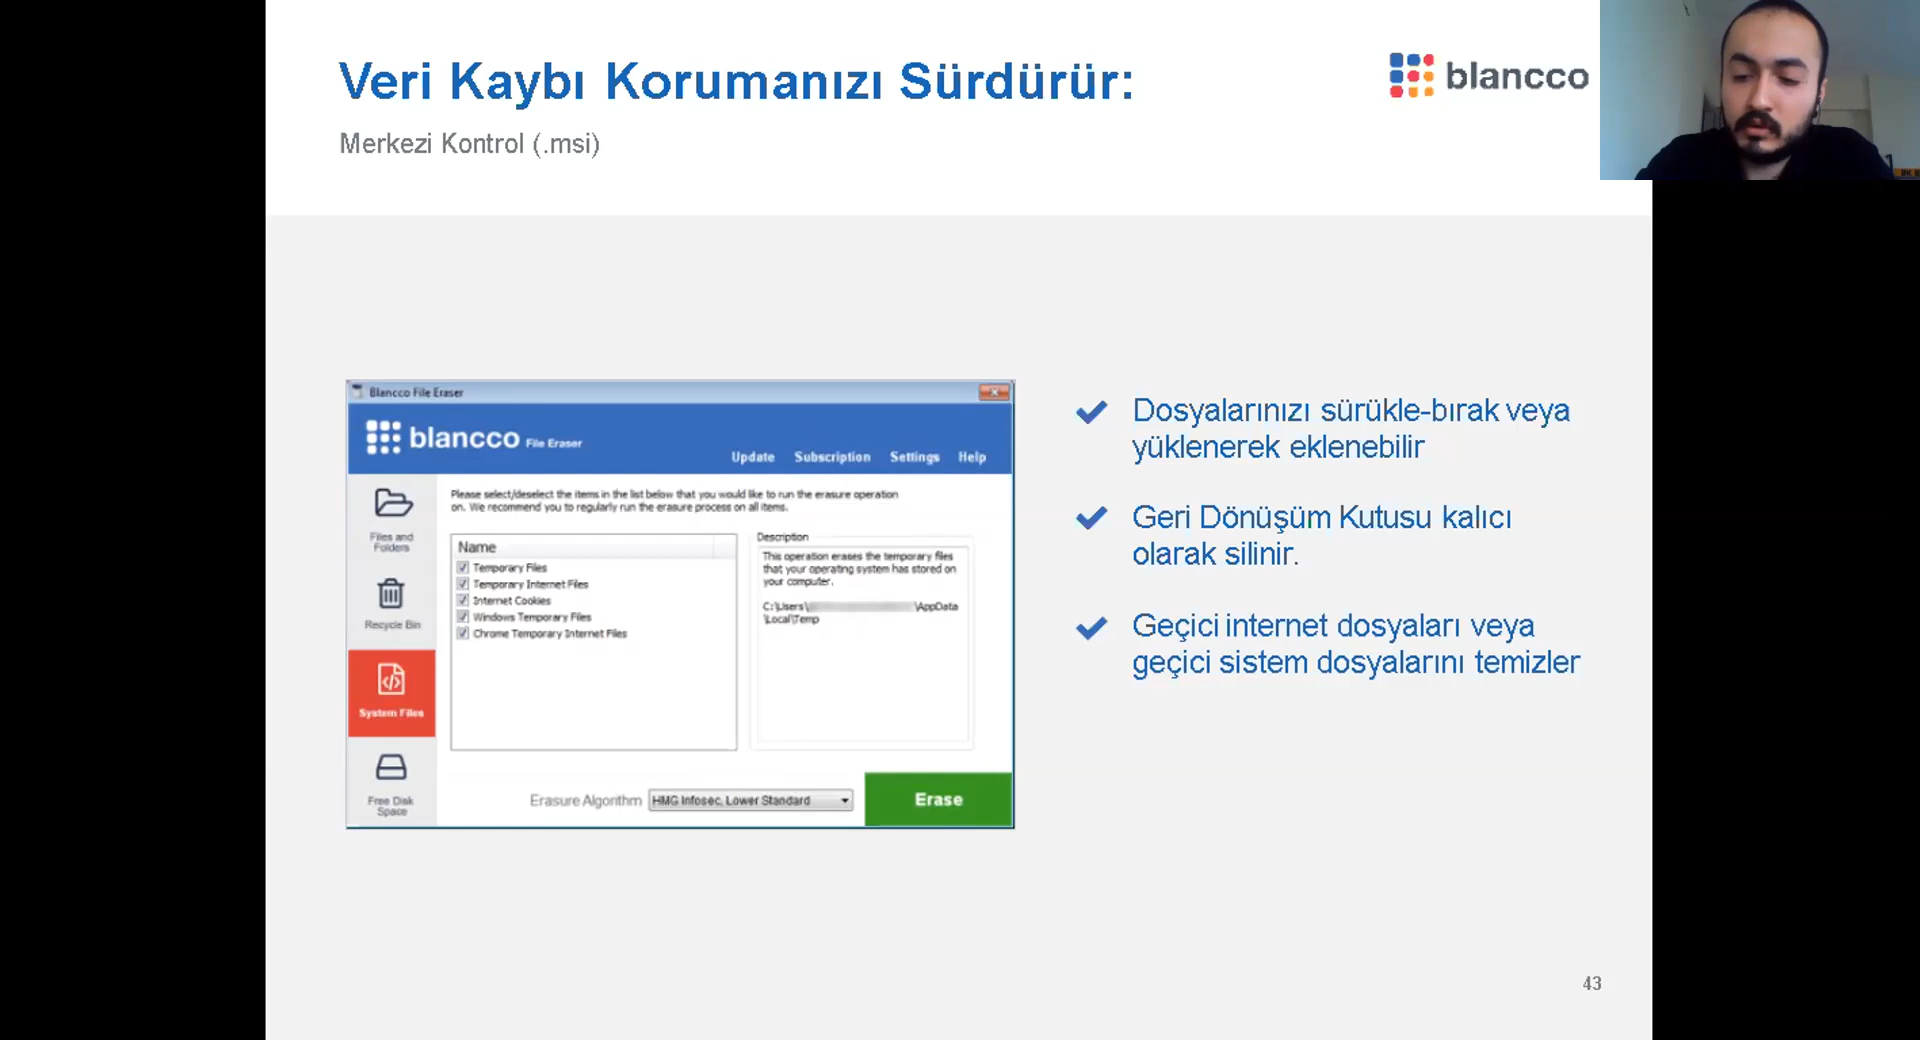 Veri Kaybı Korumanızı Sürdürür:
Merkezi Kontrol (.msi)
blancco
Blancco File Eraser
blancco File Eraser
Update Subscription Settings Help
Files and
Folders
Recycle Bin
System Files
Free Disk
Space
Please select/deselect the items in the list below that you would like to run the erasure operation
on. We recommend you to regularly run the erasure process on all items.
Name
Temporary Files
Temporary Internet Files
Internet Cookies
Windows Temporary Files
Chrome Temporary Internet Files
Description
This operation erases the temporary files
that your operating system has stored on
your computer.
C:\Users\ \AppData
\Local\Temp
Erasure Algorithm HMG Infosec, Lower Standard
Erase
Dosyalarınızı sürükle-bırak veya
yüklenerek eklenebilir
Geri Dönüşüm Kutusu kalıcı
olarak silinir.
Geçici internet dosyaları veya
geçici sistem dosyalarını temizler
43